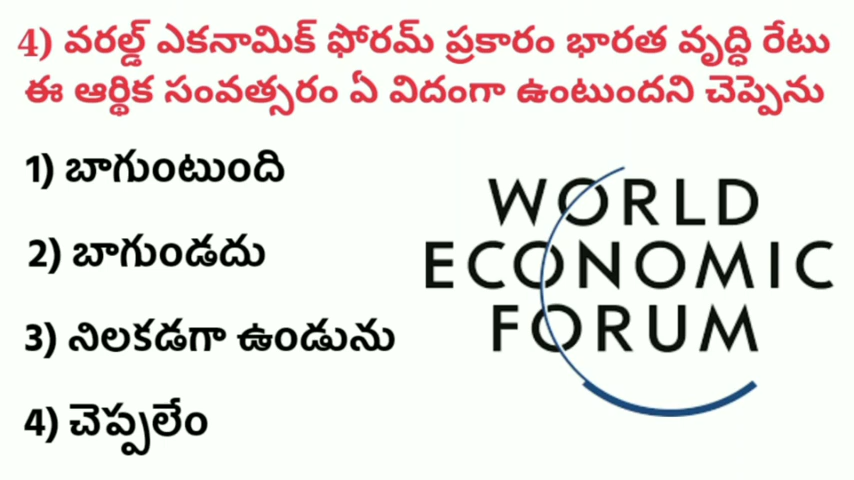 4) వరల్డ్ ఎకనామిక్ ఫోరమ్ ప్రకారం భారత వృద్ధి రేటు
ఈ ఆర్థిక సంవత్సరం ఏ విదంగా ఉంటుందని చెప్పెను
1) బాగుంటుంది
2) బాగుండదు
3) నిలకడగా ఉండును
4) చెప్పలేం
WORLD
ECONOMIC
FORUM